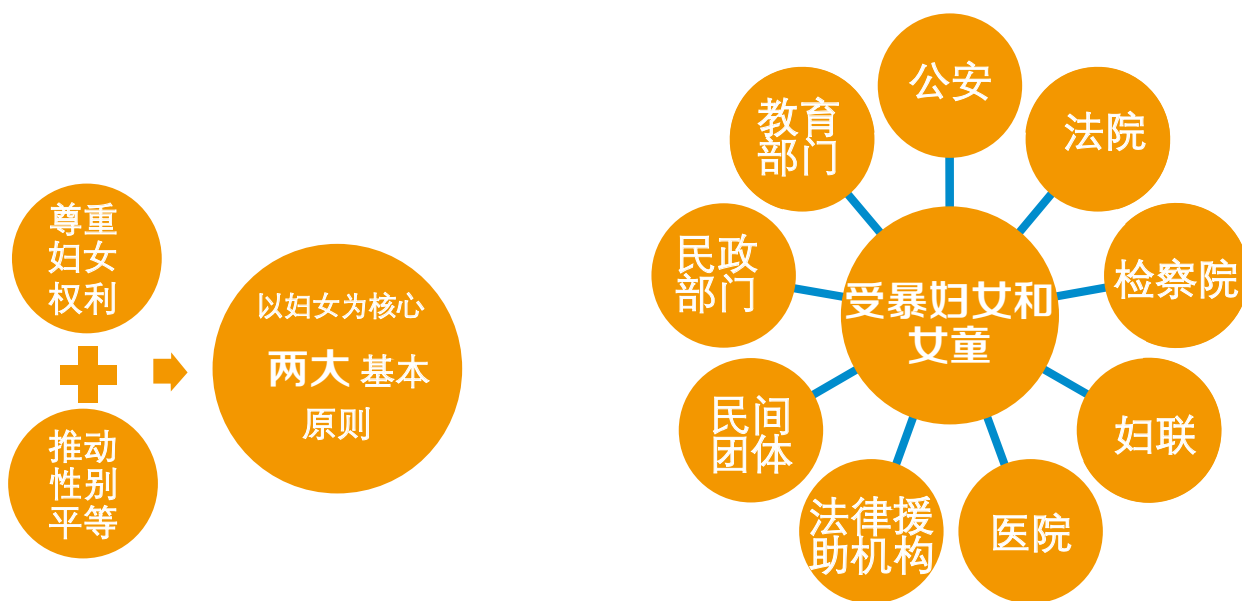 尊重
妇女
权利
推动
性别
平等
以妇女为核心
两大 基本
原则
受暴妇女和
女童
公安
法院
检察院
妇联
医院
法律援
助机构
民间
团体
民政
部门
教育
部门